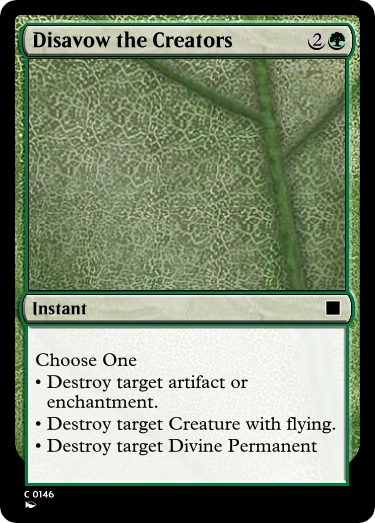 Disavow the Creators 2
Instant
Choose One
• Destroy target artifact or
enchantment.
• Destroy target Creature with flying.
• Destroy target Divine Permanent
C 0146